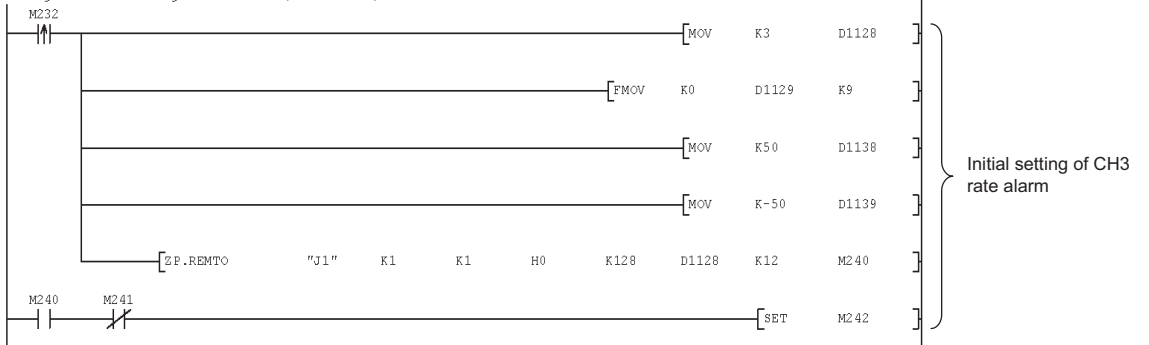 M232
MOV K3 D1128
FMOV K0 D1129 K9
MOV K50 D1138
MOV K-50 D1139
ZP.REMTO "J1" K1 K1 H0 K128 D1128 K12 M240
M240 M241
SET M242
Initial setting of CH3
rate alarm